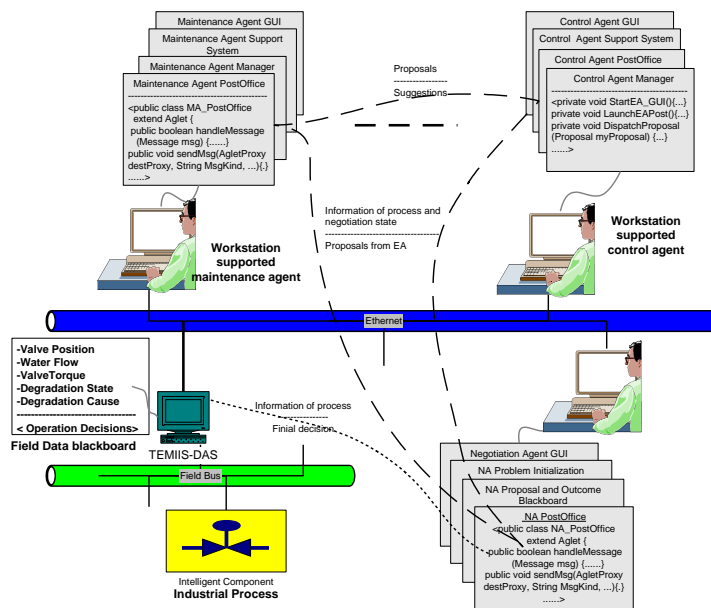 Maintenance Agent GUI
Maintenance Agent Support
System
Maintenance Agent Manager
Maintenance Agent PostOffice
<public class MA_PostOffice
extend Aglet {
public boolean handleMessage
(Message msg) {......}
public void sendMsg(AgletProxy
destProxy, String MsgKind, ...){.}
......>
Control Agent GUI
Control Agent Support System
Control Agent PostOffice
Control Agent Manager
<private void StartEA_GUI(){...}
private void LaunchEAPost(){...}
private void DispatchProposal
(Proposal myProposal) {...}
......>
Proposals
Suggestions
Information of process and
negotiation state
Proposals from EA
Workstation
supported
maintenance agent
Workstation
supported
control agent
Ethernet
-Valve Position
-Water Flow
-ValveTorque
-Degradation State
-Degradation Cause
< Operation Decisions>
Field Data blackboard
TEMIIS-DAS
Information of process
Finial decision
Field Bus
Intelligent Component
Industrial Process
Negotiation Agent GUI
NA Problem Initialization
NA Proposal and Outcome
Blackboard
NA PostOffice
<public class NA_PostOffice
extend Aglet {
public boolean handleMessage
(Message msg) {......}
public void sendMsg(AgletProxy
destProxy, String MsgKind, ...){.}
......>